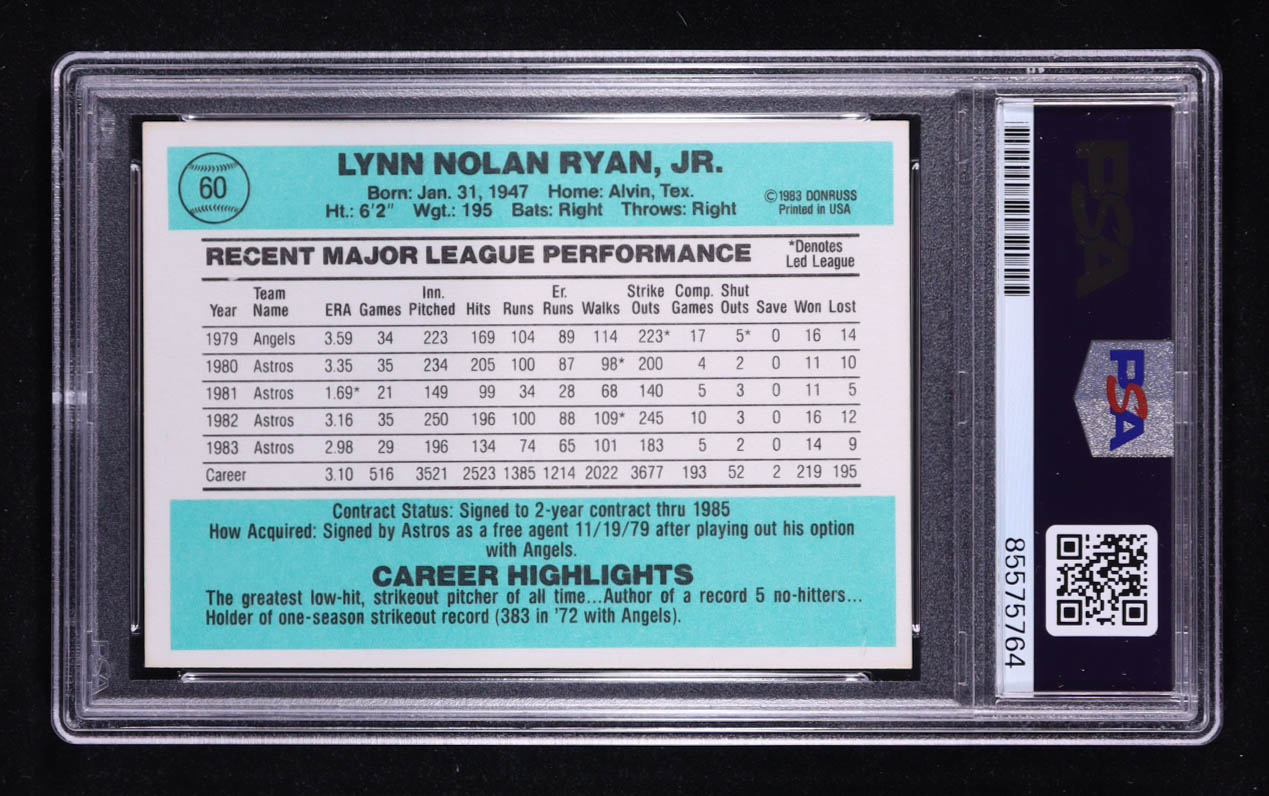 60
LYNN NOLAN RYAN, JR.
Born: Jan. 31, 1947 Home: Alvin, Tex.
Ht.: 6'2" Wgt.: 195 Bats: Right Throws: Right
©1983 DONRUSS
Printed in USA
RECENT MAJOR LEAGUE PERFORMANCE
*Denotes
Led League
Year Team Name ERA Games Inn. Pitched Hits Runs Er. Runs Walks Strike Outs Comp. Games Shut Outs Save Won Lost
1979 Angels 3.59 34 223 169 104 89 114 223* 17 5* 0 16 14
1980 Astros 3.35 35 234 205 100 87 98* 200 4 2 0 11 10
1981 Astros 1.69* 21 149 99 34 28 68 140 5 3 0 11 5
1982 Astros 3.16 35 250 196 100 88 109* 245 10 3 0 16 12
1983 Astros 2.98 29 196 134 74 65 101 183 5 2 0 14 9
Career 3.10 516 3521 2523 1385 1214 2022 3677 193 52 2 219 195
Contract Status: Signed to 2-year contract thru 1985
How Acquired: Signed by Astros as a free agent 11/19/79 after playing out his option
with Angels.
CAREER HIGHLIGHTS
The greatest low-hit, strikeout pitcher of all time...Author of a record 5 no-hitters...
Holder of one-season strikeout record (383 in '72 with Angels).
PSA
PSA
85575764
PSA